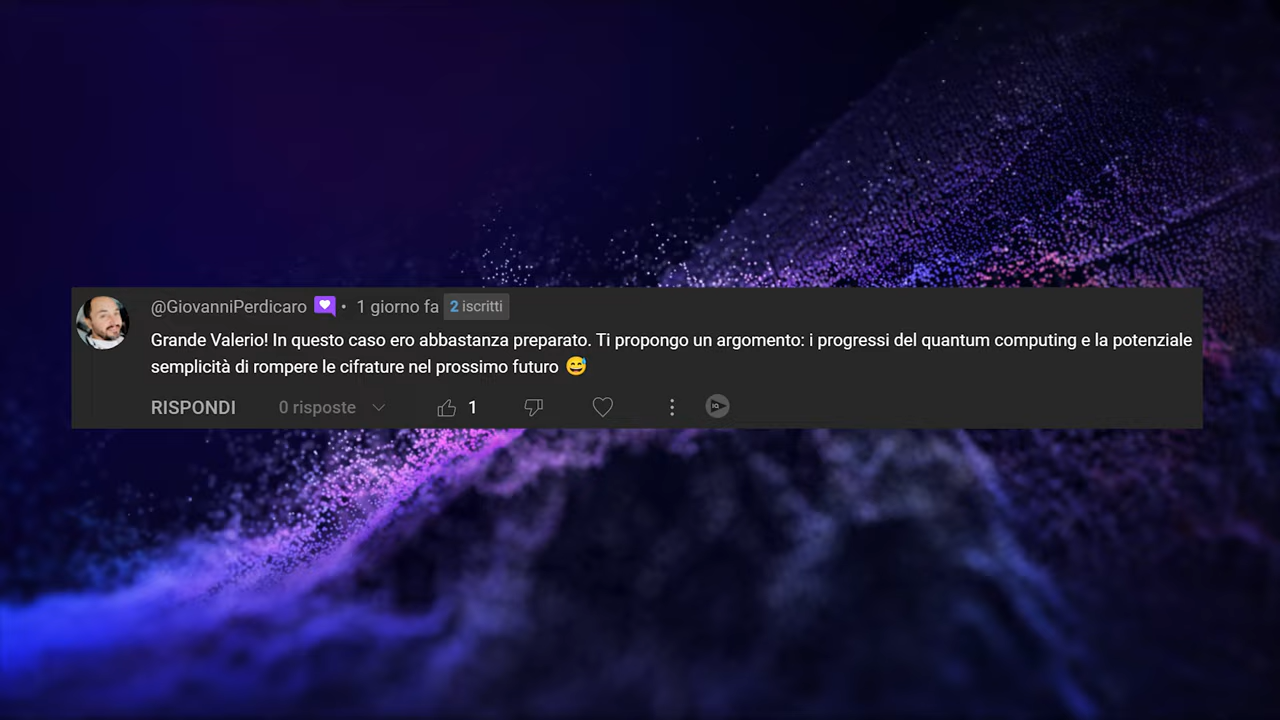 @GiovanniPerdicaro • 1 giorno fa 2 iscritti
Grande Valerio! In questo caso ero abbastanza preparato. Ti propongo un argomento: i progressi del quantum computing e la potenziale
semplicità di rompere le cifrature nel prossimo futuro 😅
RISPONDI 0 risposte 1 IQ